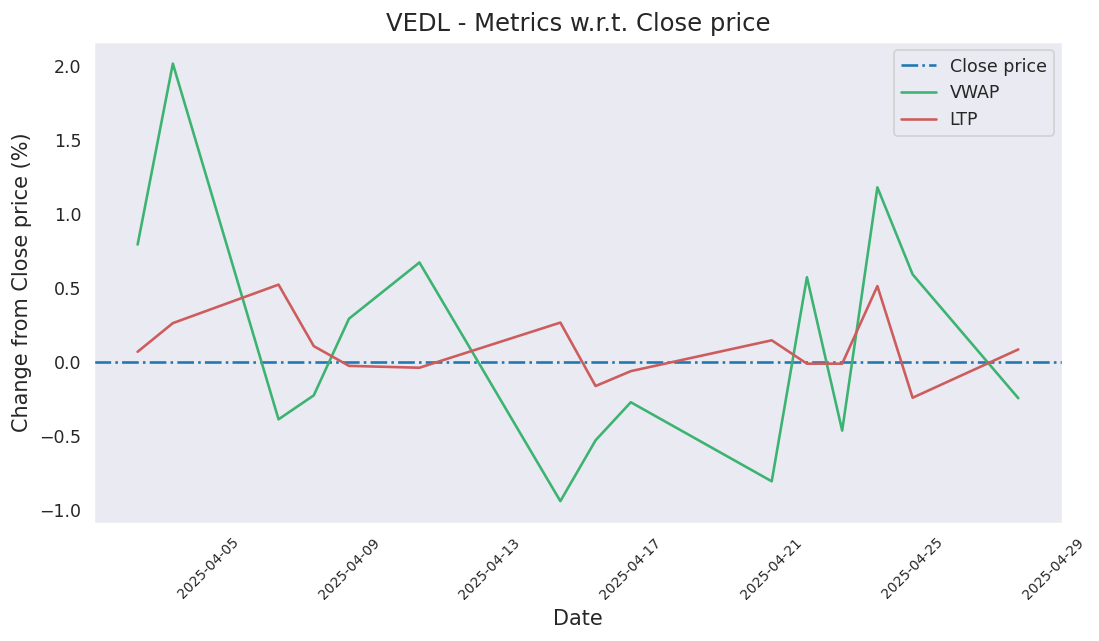 VEDL - Metrics w.r.t. Close price
Change from Close price (%)
2.0
1.5
1.0
0.5
0.0
−0.5
−1.0
Close price
VWAP
LTP
2025-04-05
2025-04-09
2025-04-13
2025-04-17
2025-04-21
2025-04-25
2025-04-29
Date